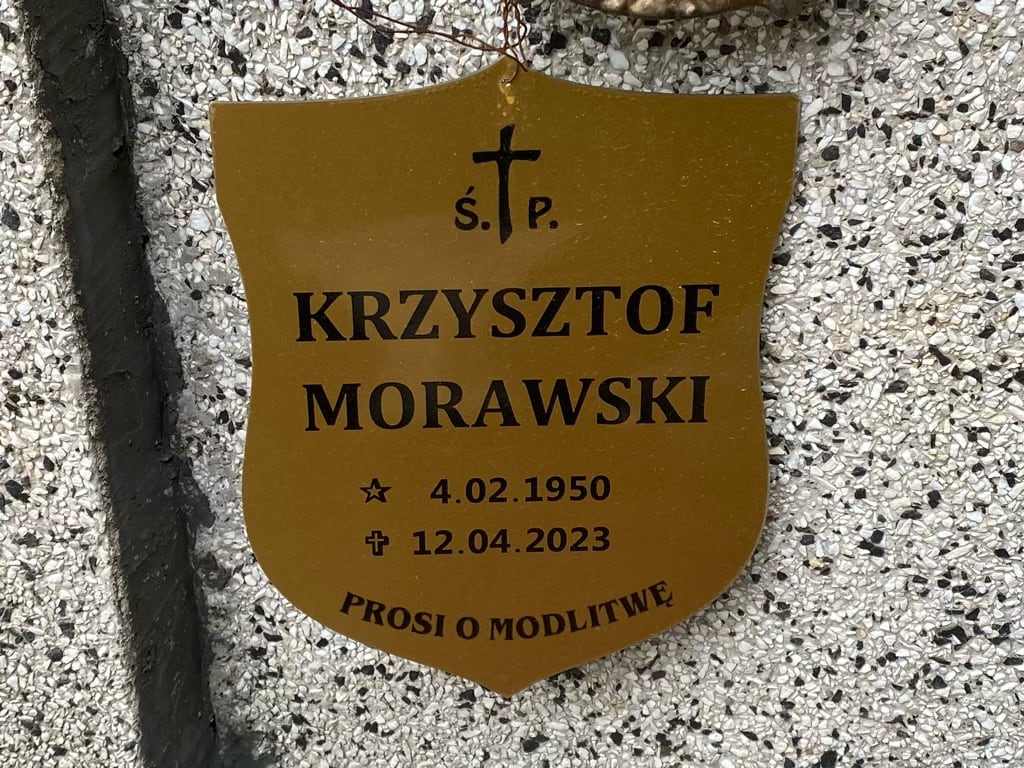 Ś. P.
KRZYSZTOF
MORAWSKI
4.02.1950
12.04.2023
PROSI O MODLITWĘ